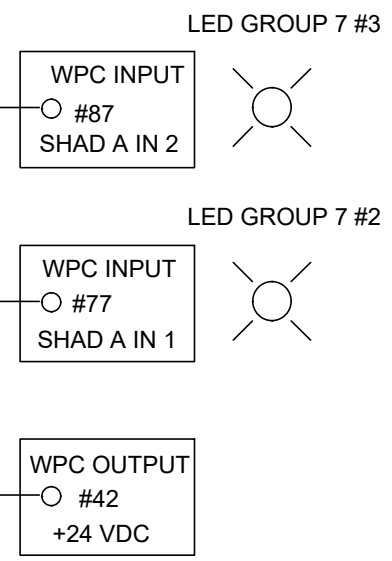 LED GROUP 7 #3
WPC INPUT
#87
SHAD A IN 2
LED GROUP 7 #2
WPC INPUT
#77
SHAD A IN 1
WPC OUTPUT
#42
+24 VDC